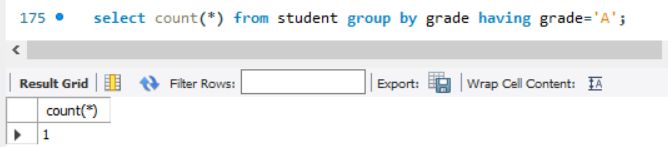 175 select count(*) from student group by grade having grade='A';
Result Grid Filter Rows: Export: Wrap Cell Content: IA
count(*)
1